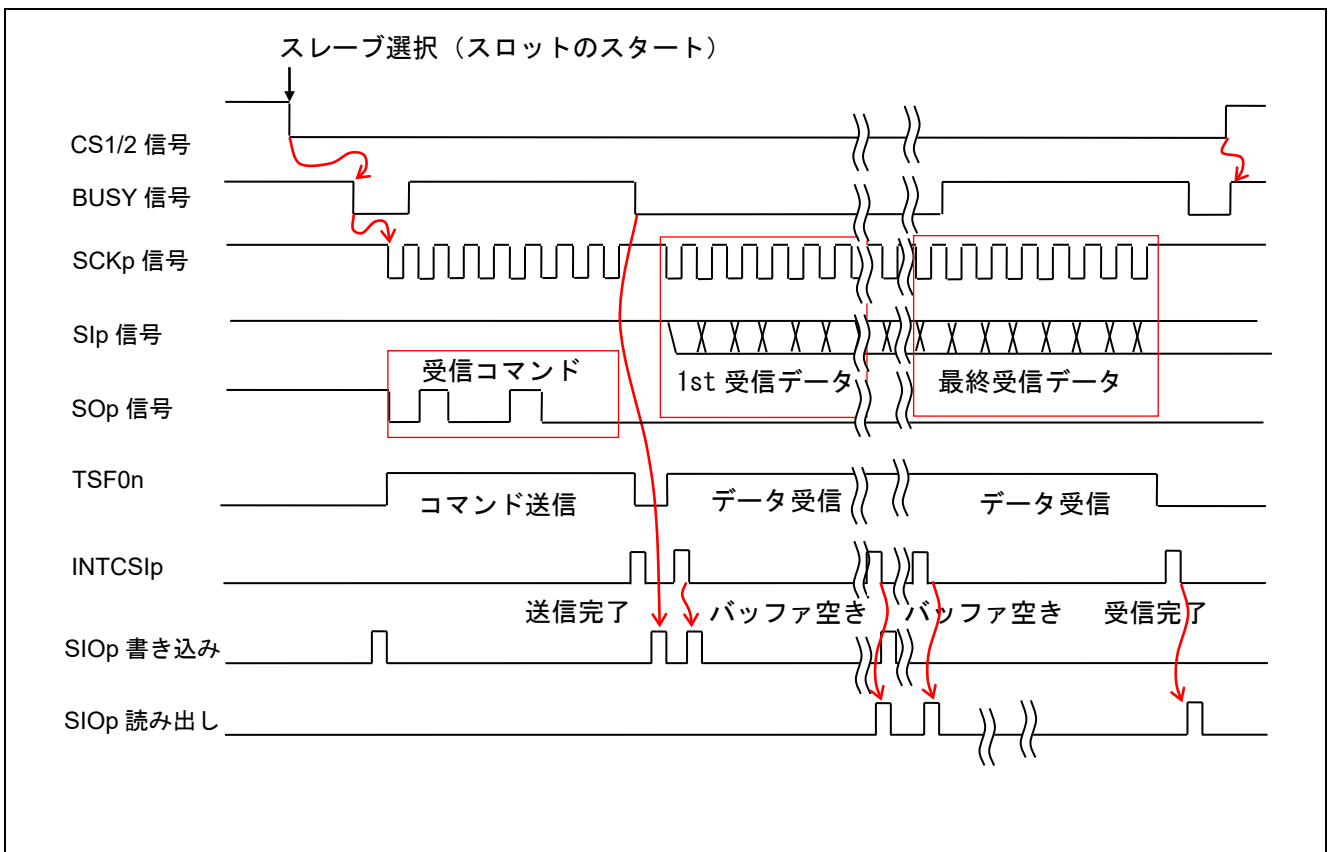 スレーブ選択（スロットのスタート）
CS1/2 信号
BUSY 信号
SCKp 信号
SIp 信号
受信コマンド
1st 受信データ
最終受信データ
SOp 信号
TSF0n
コマンド送信
データ受信
データ受信
INTCSIp
送信完了
バッファ空き
バッファ空き
受信完了
SIOp 書き込み
SIOp 読み出し